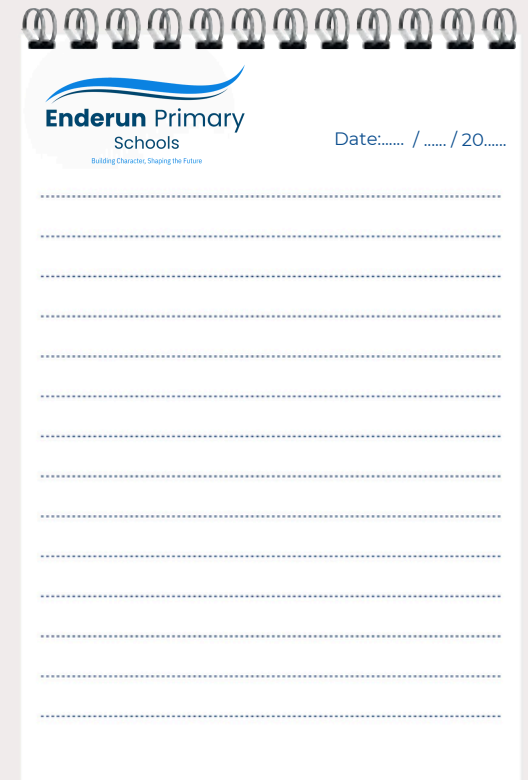 Enderun Primary
Schools
Building Character, Shaping the Future
Date:...... / ...... / 20......